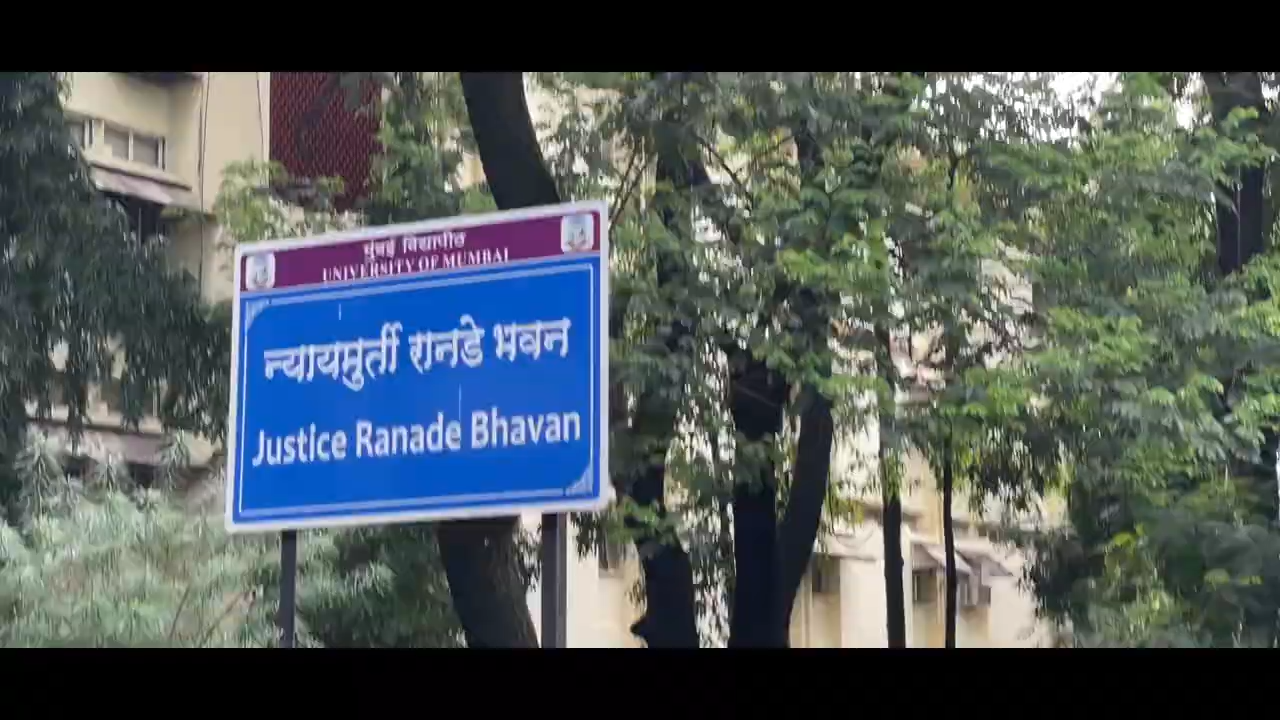 मुंबई विद्यापीठ
UNIVERSITY OF MUMBAI
न्यायमुर्ती रानडे भवन
Justice Ranade Bhavan